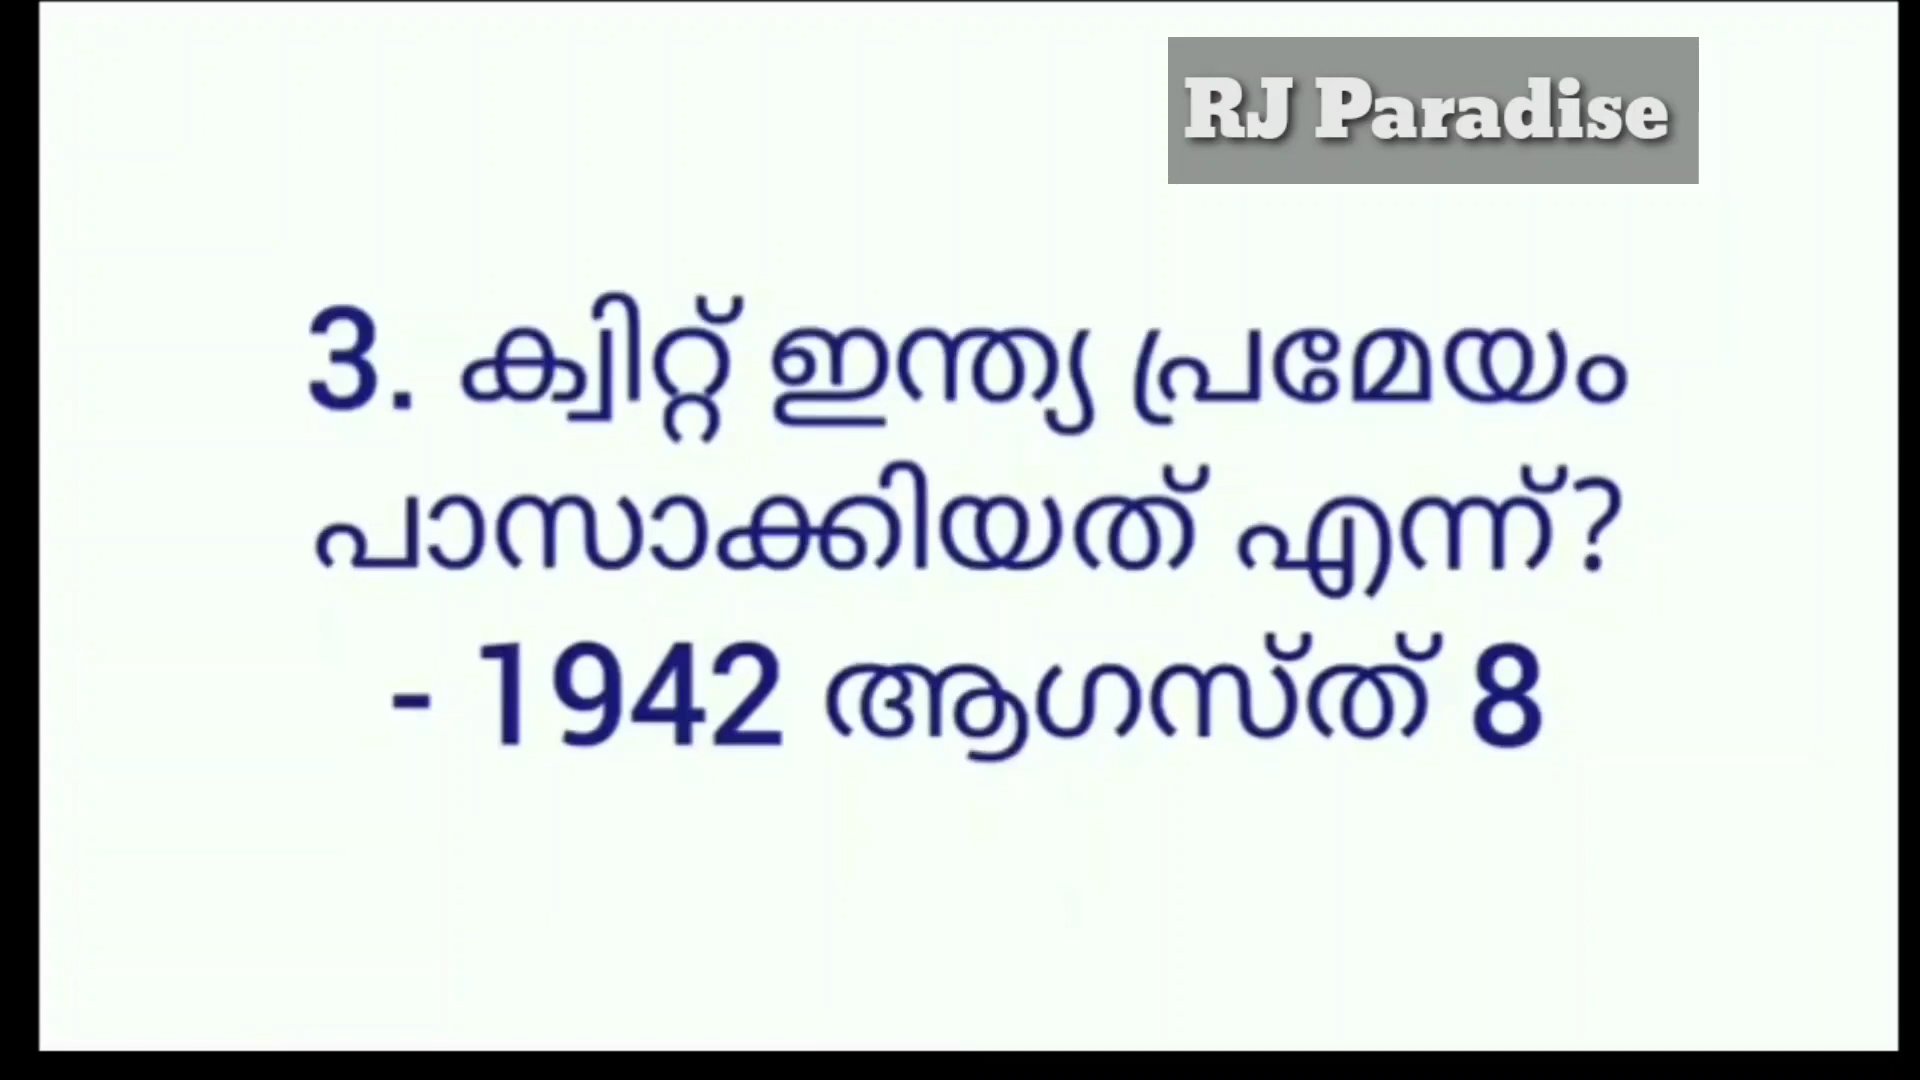 RJ Paradise
3. ക്വിറ്റ് ഇന്ത്യ പ്രമേയം
പാസാക്കിയത് എന്ന്?
- 1942 ആഗസ്ത് 8